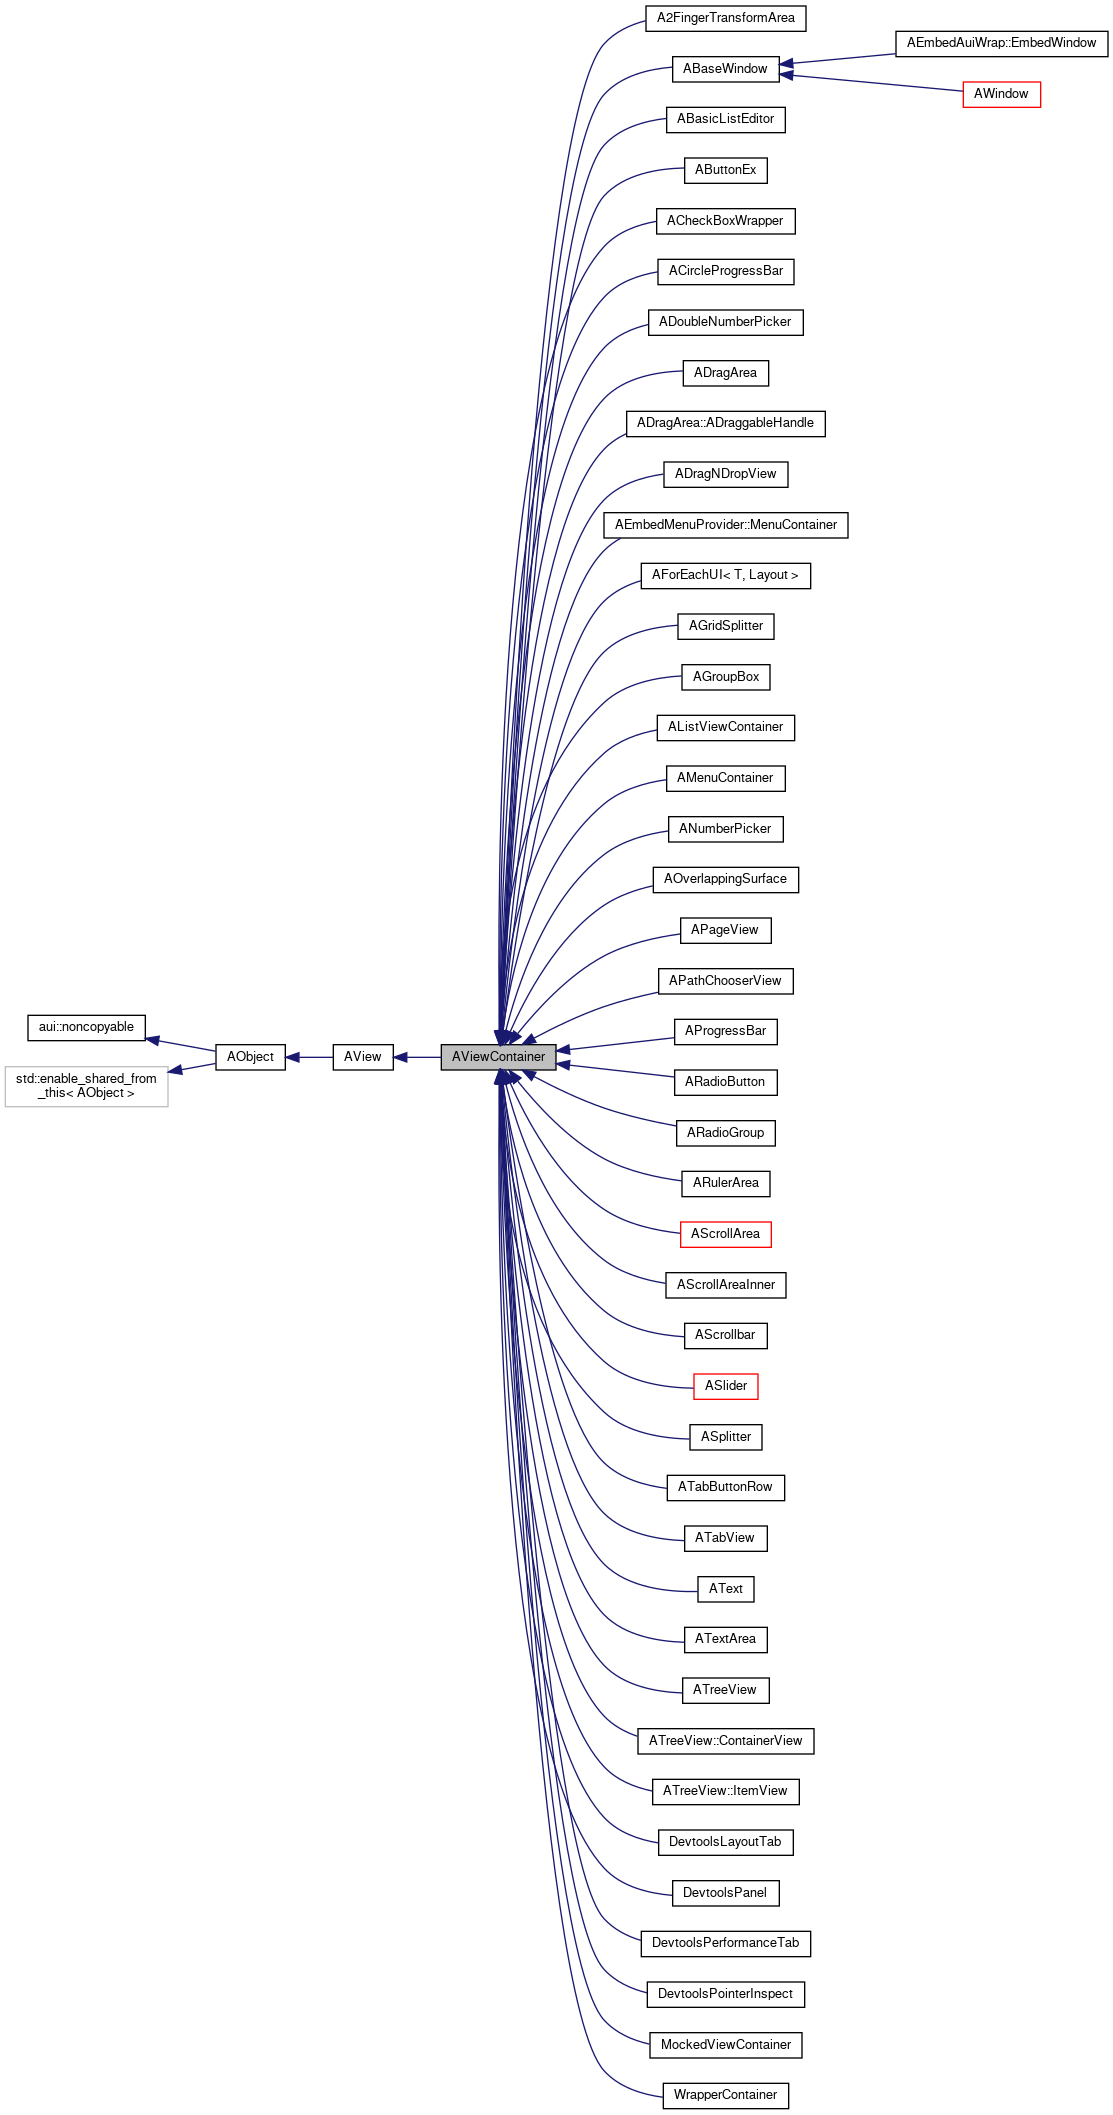 A2FingerTransformArea
AEmbedAuiWrap::EmbedWindow
ABaseWindow
AWindow
ABasicListEditor
AButtonEx
ACheckBoxWrapper
ACircleProgressBar
ADoubleNumberPicker
ADragArea
ADragArea::ADraggableHandle
ADragNDropView
AEmbedMenuProvider::MenuContainer
AForEachUI< T, Layout >
AGridSplitter
AGroupBox
AListViewContainer
AMenuContainer
ANumberPicker
AOverlappingSurface
APageView
APathChooserView
aui::noncopyable
AProgressBar
AObject
AView
AViewContainer
std::enable_shared_from
_this< AObject >
ARadioButton
ARadioGroup
ARulerArea
AScrollArea
AScrollAreaInner
AScrollbar
ASlider
ASplitter
ATabButtonRow
ATabView
AText
ATextArea
ATreeView
ATreeView::ContainerView
ATreeView::ItemView
DevtoolsLayoutTab
DevtoolsPanel
DevtoolsPerformanceTab
DevtoolsPointerInspect
MockedViewContainer
WrapperContainer